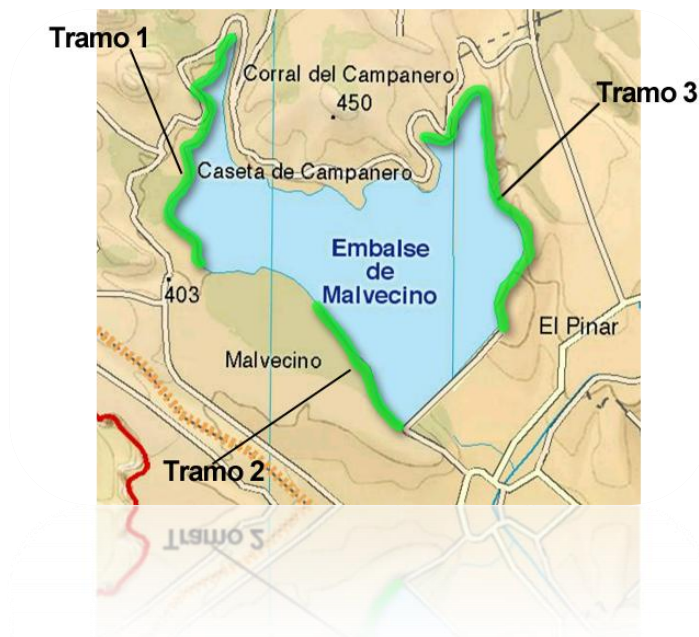 Tramo 1
Corral del Campanero
450
Tramo 3
Caseta de Campanero
Embalse
de
Malvecino
403
El Pinar
Malvecino
Tramo 2
Tramo 2